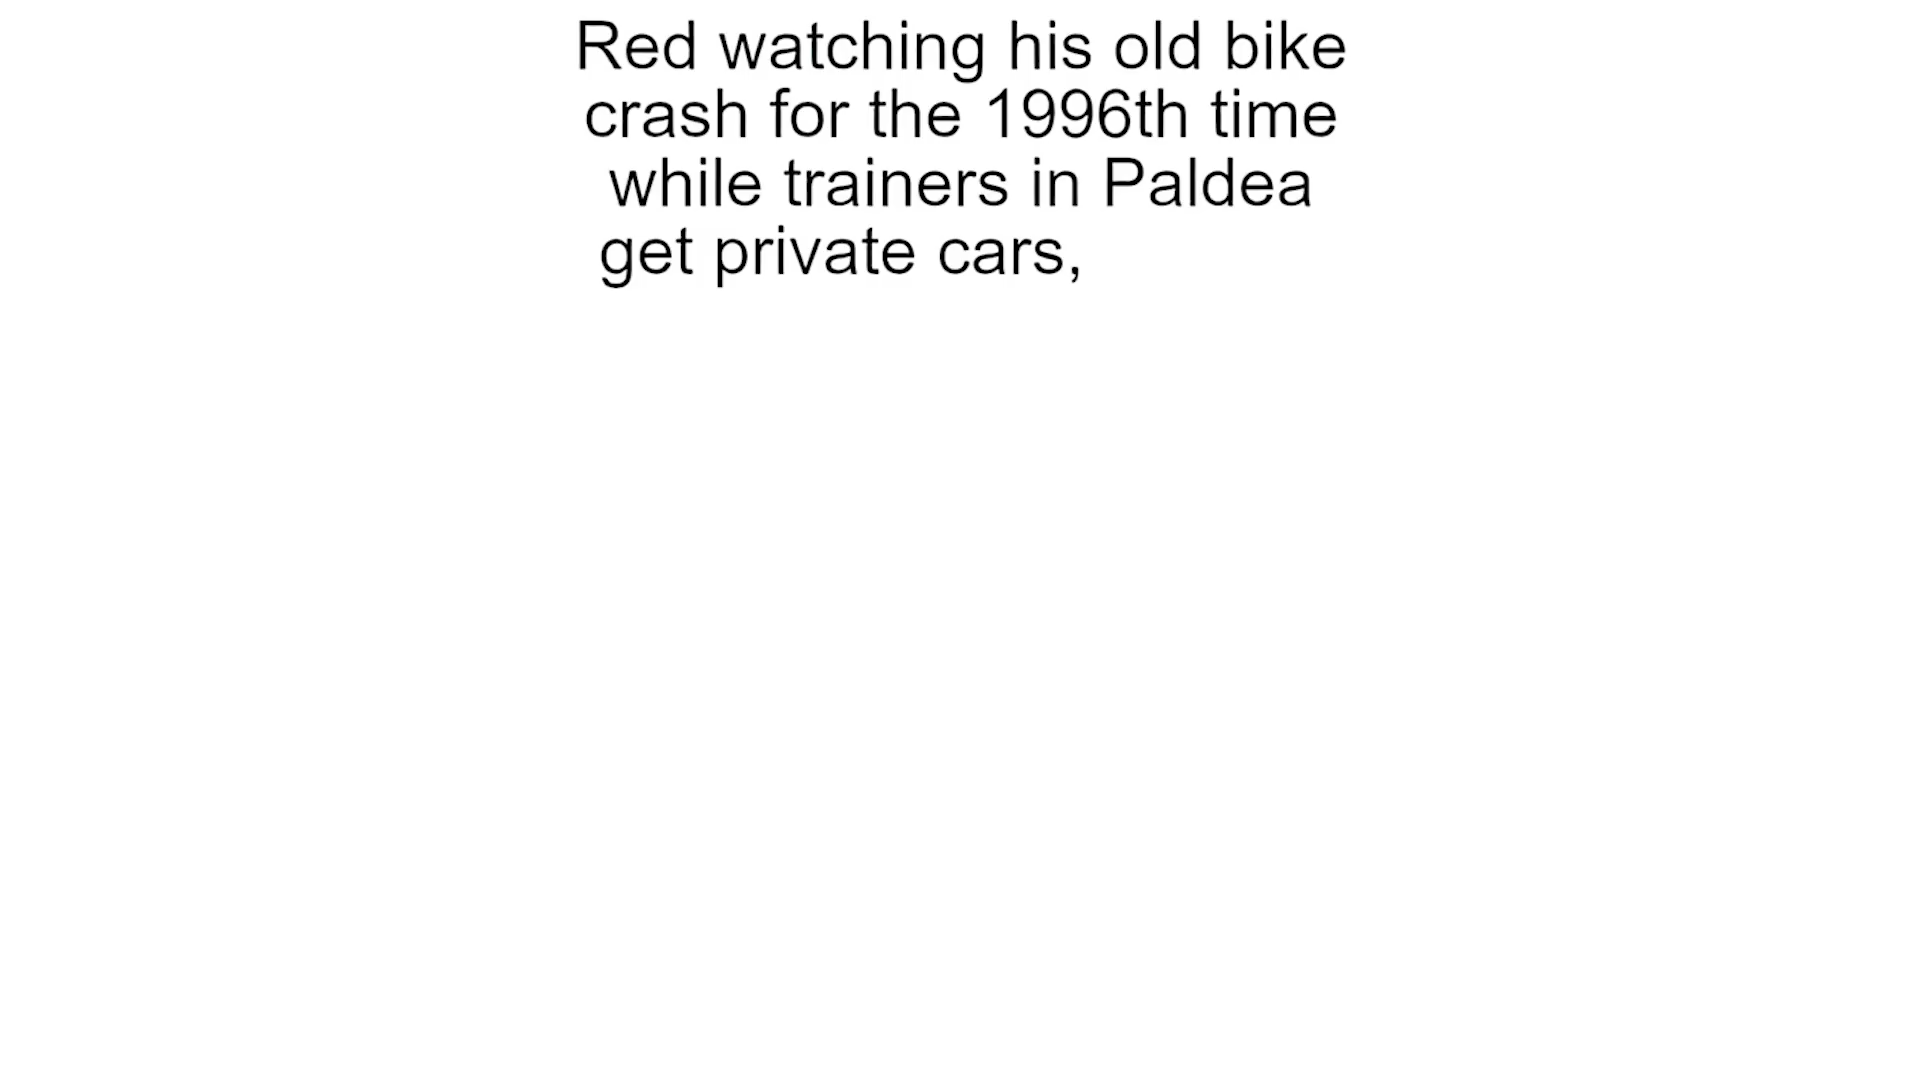 Red watching his old bike
crash for the 1996th time
while trainers in Paldea
get private cars,